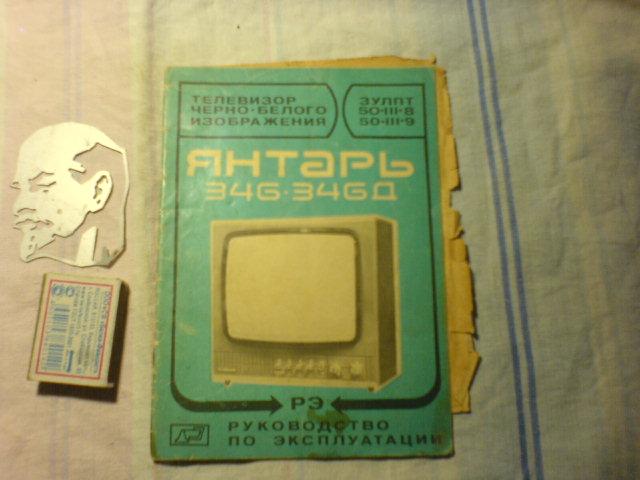 ТЕЛЕВИЗОР
ЧЕРНО-БЕЛОГО
ИЗОБРАЖЕНИЯ
ЗУЛПТ
50-III-8
50-III-9
ЯНТАРЬ
346·346Д
РЭ
РУКОВОДСТВО
ПО ЭКСПЛУАТАЦИИ